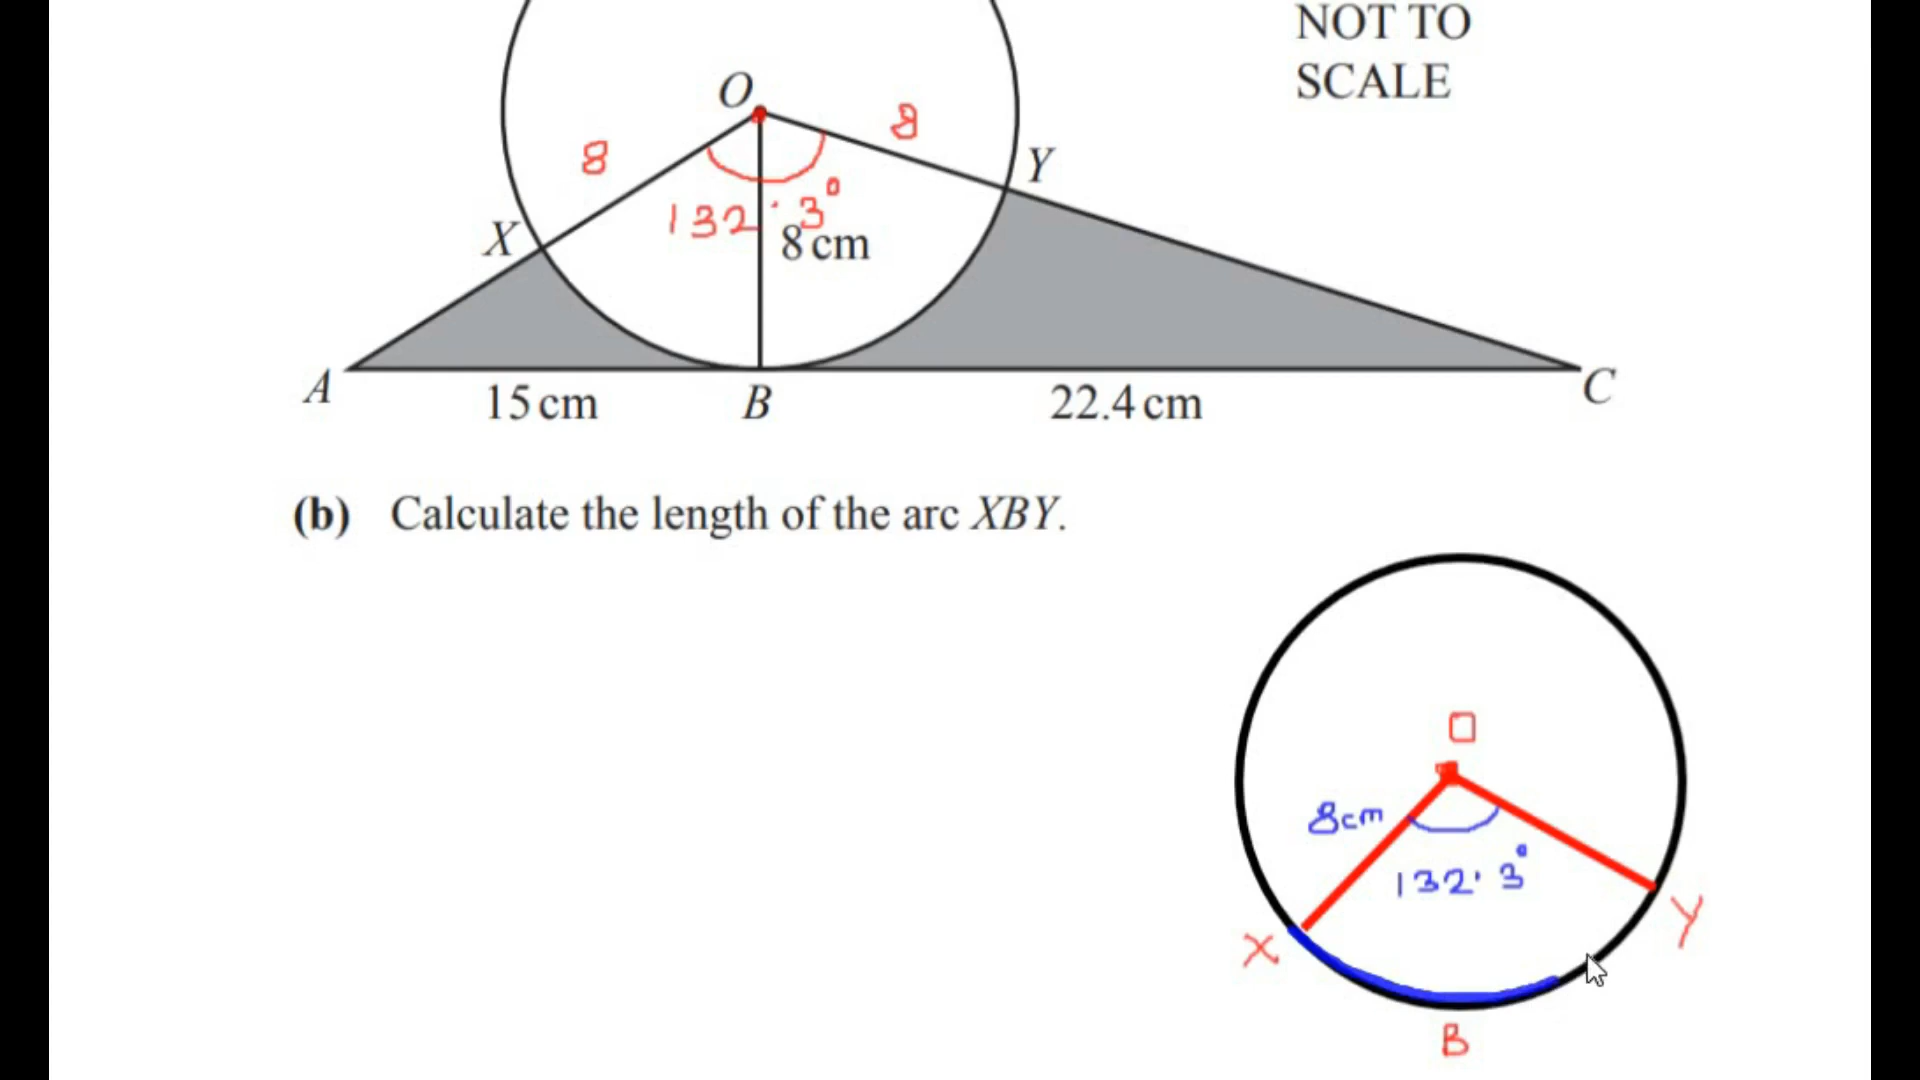 NOT TO
SCALE
O
8
8
Y
132.3°
X
8 cm
A
15 cm
B
22.4 cm
C
(b) Calculate the length of the arc XBY.
O
8cm
132.3°
X
Y
B